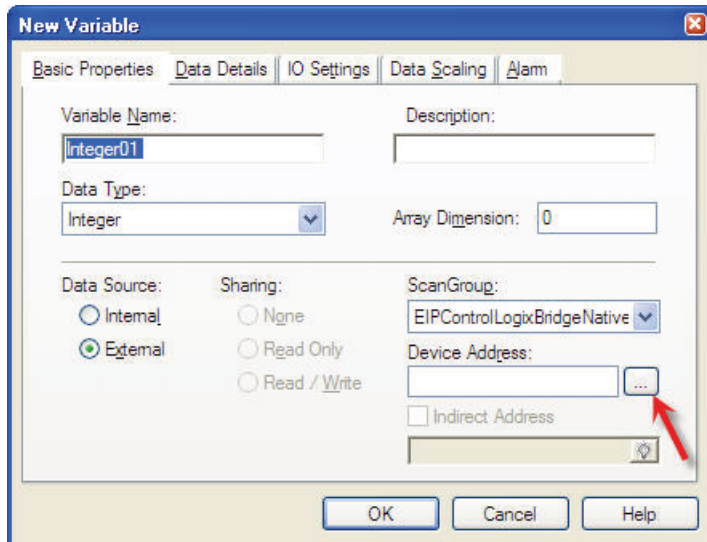 New Variable
Basic Properties Data Details IO Settings Data Scaling Alarm
Variable Name: Description:
Integer01
Data Type:
Integer Array Dimension: 0
Data Source: Sharing: ScanGroup:
Internal None EIPControlLogixBridgeNative
External Read Only Device Address:
Read / Write ...
Indirect Address
OK Cancel Help